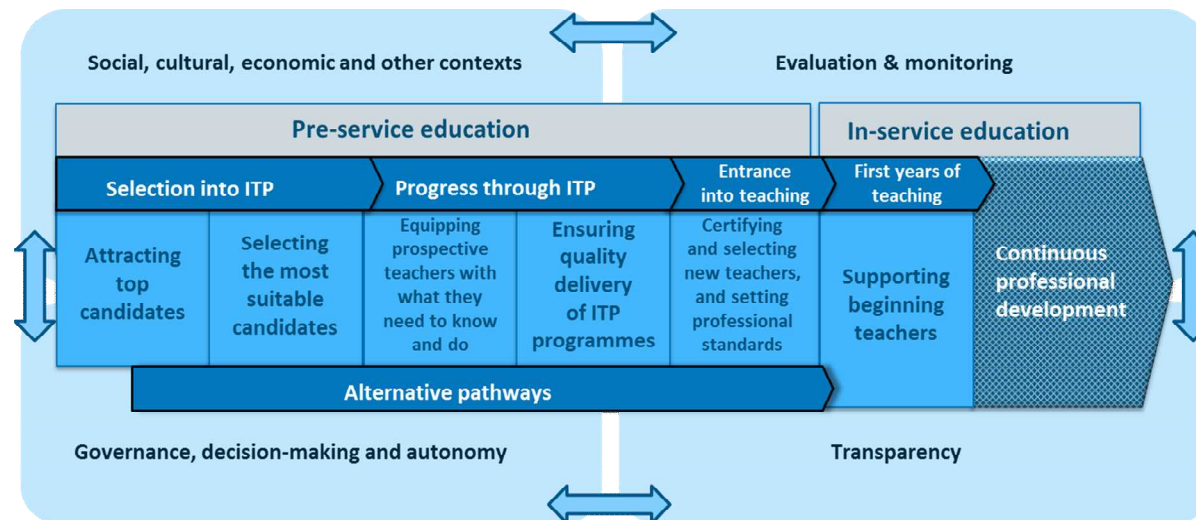 Social, cultural, economic and other contexts
Evaluation & monitoring
Pre-service education
In-service education
Selection into ITP
Progress through ITP
Entrance
into teaching
First years of
teaching
Attracting
top
candidates
Selecting
the most
suitable
candidates
Equipping
prospective
teachers with
what they
need to know
and do
Ensuring
quality
delivery
of ITP
programmes
Certifying
and selecting
new teachers,
and setting
professional
standards
Supporting
beginning
teachers
Continuous
professional
development
Alternative pathways
Governance, decision-making and autonomy
Transparency